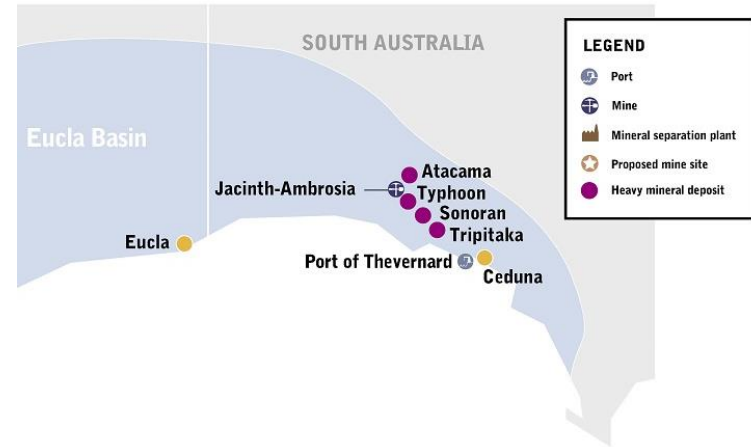 SOUTH AUSTRALIA
LEGEND
Port
Mine
Mineral separation plant
Proposed mine site
Heavy mineral deposit
Eucla Basin
Atacama
Jacinth-Ambrosia
Typhoon
Sonoran
Tripitaka
Eucla
Port of Thevernard
Ceduna